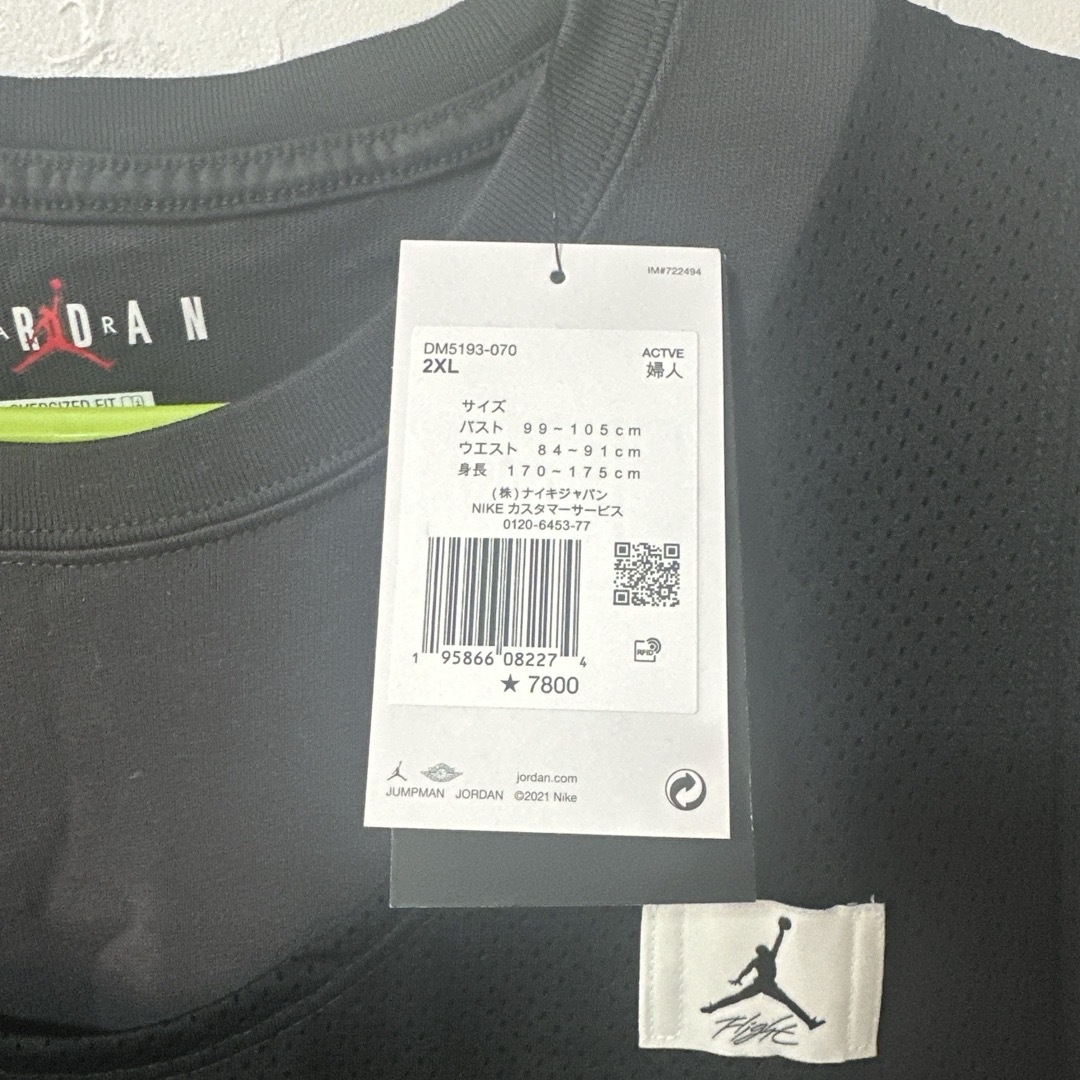 JORDAN
AIR
OVERSIZED FIT
IM#722494
DM5193-070
2XL
ACTVE
婦人
サイズ
バスト 99~105cm
ウエスト 84~91cm
身長 170~175cm
(株)ナイキジャパン
NIKE カスタマーサービス
0120-6453-77
RFID
1 95866 08227 4
★ 7800
JUMPMAN JORDAN
jordan.com
©2021 Nike
Flight